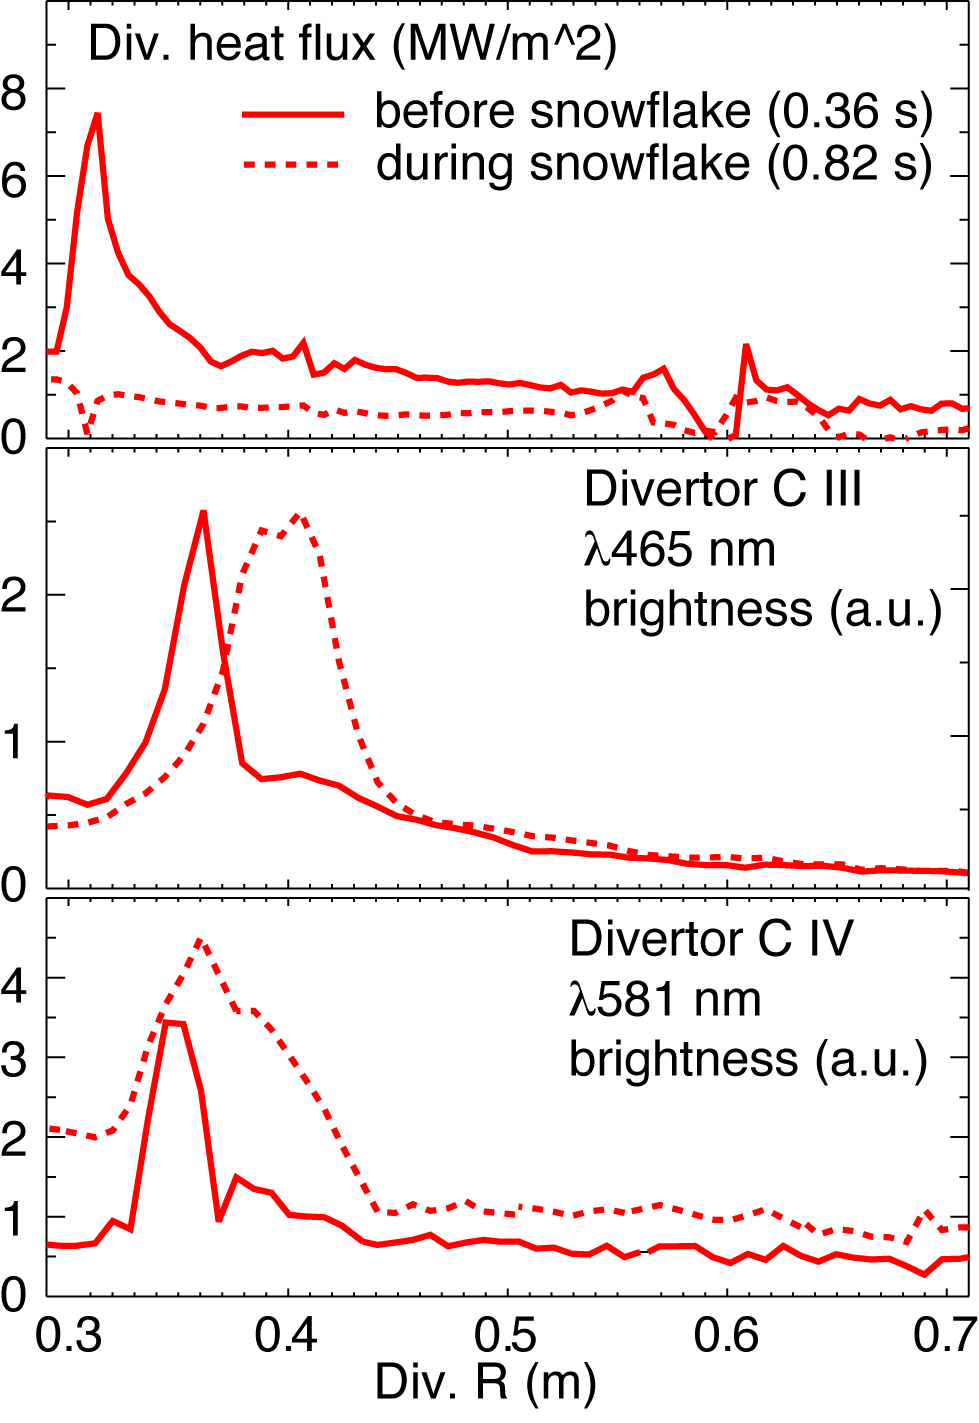 Div. heat flux (MW/m^2)
before snowflake (0.36 s)
during snowflake (0.82 s)
8
6
4
2
0
Divertor C III
λ465 nm
brightness (a.u.)
2
1
0
Divertor C IV
λ581 nm
brightness (a.u.)
4
3
2
1
0
0.3 0.4 0.5 0.6 0.7
Div. R (m)